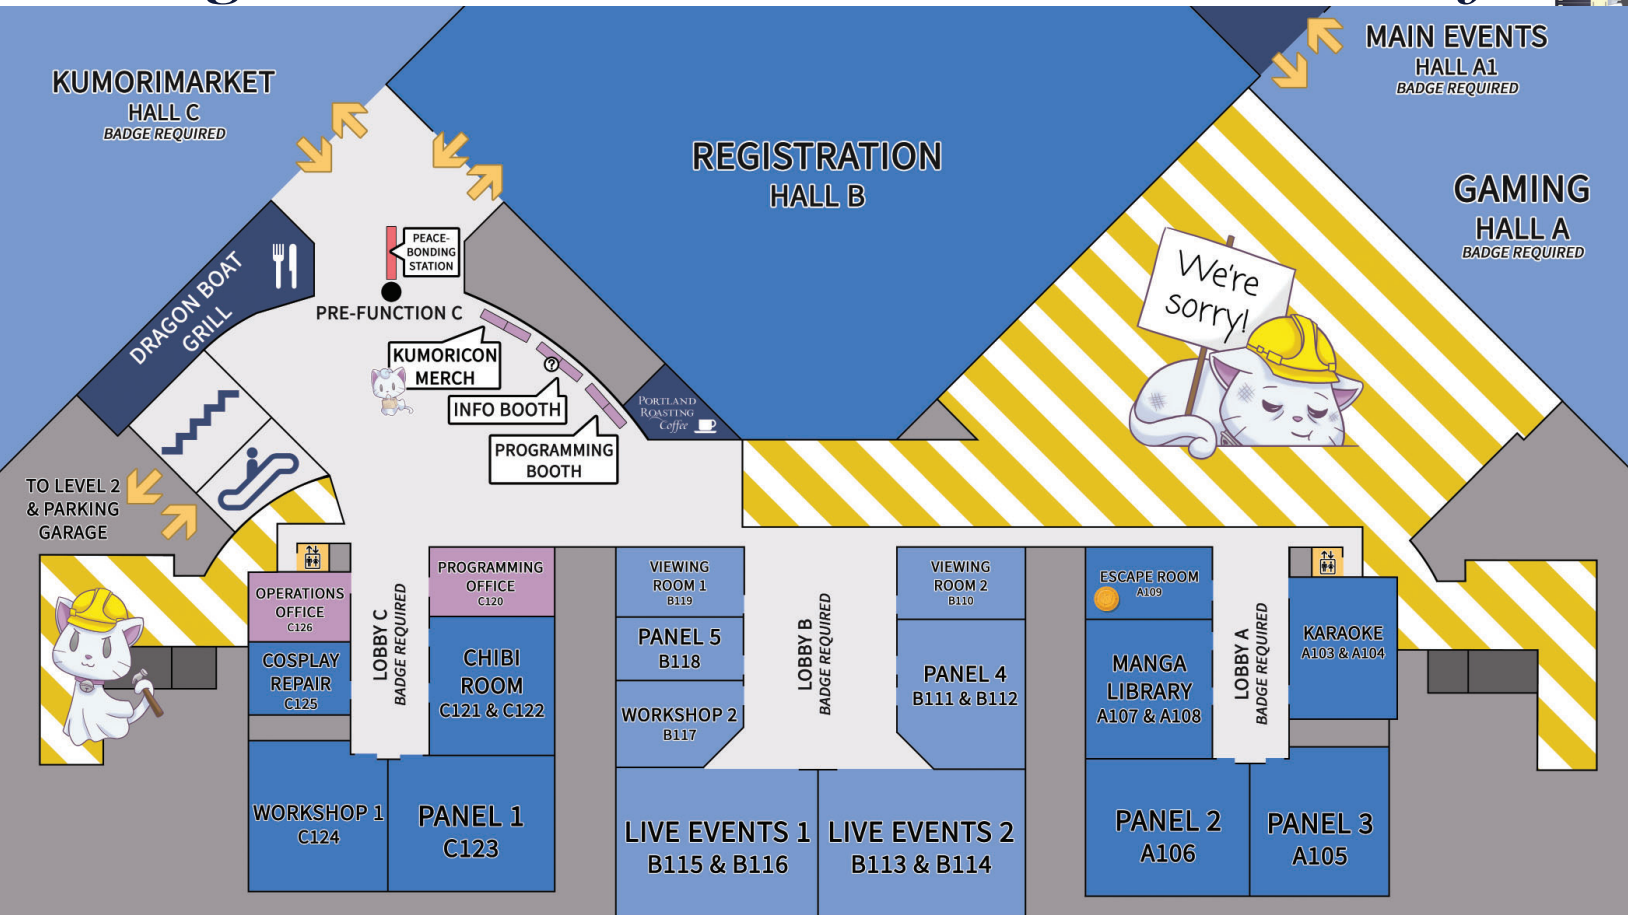 KUMORIMARKET
HALL C
BADGE REQUIRED
REGISTRATION
HALL B
MAIN EVENTS
HALL A1
BADGE REQUIRED
GAMING
HALL A
BADGE REQUIRED
We're
sorry!
PEACE-
BONDING
STATION
PRE-FUNCTION C
DRAGON BOAT
GRILL
KUMORICON
MERCH
?
INFO BOOTH
PROGRAMMING
BOOTH
PORTLAND
ROASTING
Coffee
TO LEVEL 2
& PARKING
GARAGE
OPERATIONS
OFFICE
C126
COSPLAY
REPAIR
C125
WORKSHOP 1
C124
LOBBY C
BADGE REQUIRED
PROGRAMMING
OFFICE
C120
CHIBI
ROOM
C121 & C122
PANEL 1
C123
VIEWING
ROOM 1
B119
PANEL 5
B118
WORKSHOP 2
B117
LIVE EVENTS 1
B115 & B116
LOBBY B
BADGE REQUIRED
VIEWING
ROOM 2
B110
PANEL 4
B111 & B112
LIVE EVENTS 2
B113 & B114
ESCAPE ROOM
A109
MANGA
LIBRARY
A107 & A108
PANEL 2
A106
LOBBY A
BADGE REQUIRED
KARAOKE
A103 & A104
PANEL 3
A105